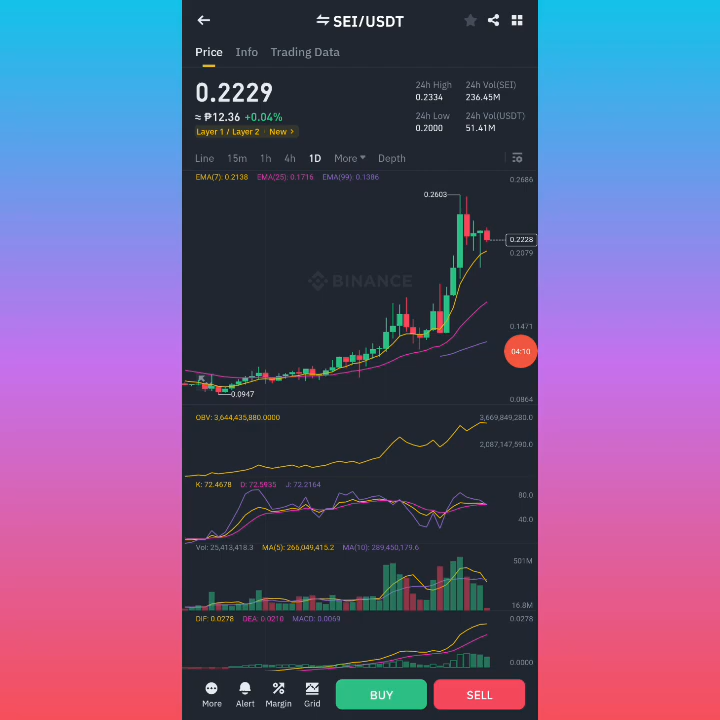 SEI/USDT
Price Info Trading Data
0.2229
≈ ₱12.36 +0.04%
Layer 1 / Layer 2 · New >
24h High 24h Vol(SEI)
0.2334 236.45M
24h Low 24h Vol(USDT)
0.2000 51.41M
Line 15m 1h 4h 1D More Depth
EMA(7): 0.2138 EMA(25): 0.1716 EMA(99): 0.1386
0.2686
0.2603
0.2228
0.2079
BINANCE
0.1471
04:10
0.0947
0.0864
OBV: 3,644,435,880.0000
3,669,849,280.0
2,087,147,590.0
K: 72.4678 D: 72.5935 J: 72.2164
80.0
40.0
Vol: 25,413,418.3 MA(5): 266,049,415.2 MA(10): 289,450,179.6
501M
16.8M
DIF: 0.0278 DEA: 0.0210 MACD: 0.0069
0.0278
0.0000
More Alert Margin Grid BUY SELL